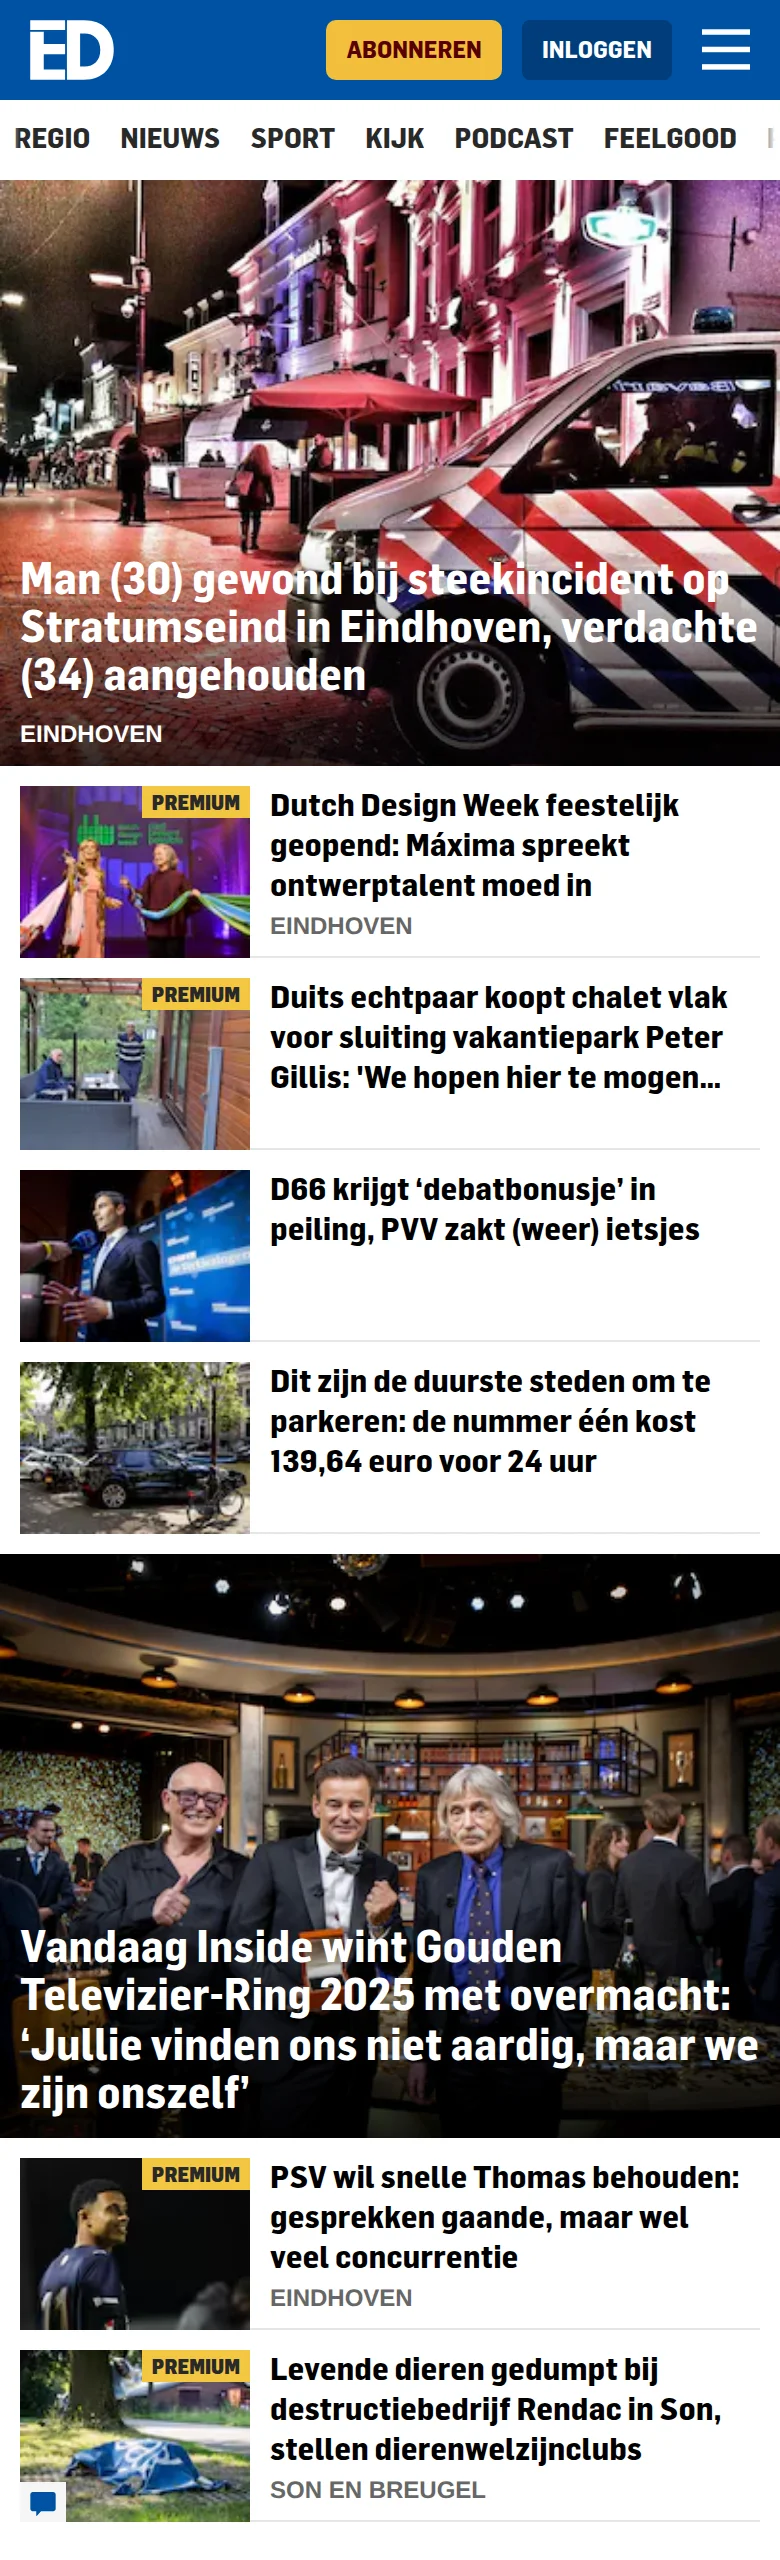 ED
ABONNEREN
INLOGGEN
REGIO NIEUWS SPORT KIJK PODCAST FEELGOOD
Man (30) gewond bij steekincident op
Stratumseind in Eindhoven, verdachte
(34) aangehouden
EINDHOVEN
PREMIUM
ddw
Dutch Design Week feestelijk
geopend: Máxima spreekt
ontwerptalent moed in
EINDHOVEN
PREMIUM
Duits echtpaar koopt chalet vlak
voor sluiting vakantiepark Peter
Gillis: 'We hopen hier te mogen...
D66 krijgt ‘debatbonusje’ in
peiling, PVV zakt (weer) ietsjes
Dit zijn de duurste steden om te
parkeren: de nummer één kost
139,64 euro voor 24 uur
Vandaag Inside wint Gouden
Televizier-Ring 2025 met overmacht:
‘Jullie vinden ons niet aardig, maar we
zijn onszelf’
PREMIUM
PSV wil snelle Thomas behouden:
gesprekken gaande, maar wel
veel concurrentie
EINDHOVEN
PREMIUM
Levende dieren gedumpt bij
destructiebedrijf Rendac in Son,
stellen dierenwelzijnclubs
SON EN BREUGEL